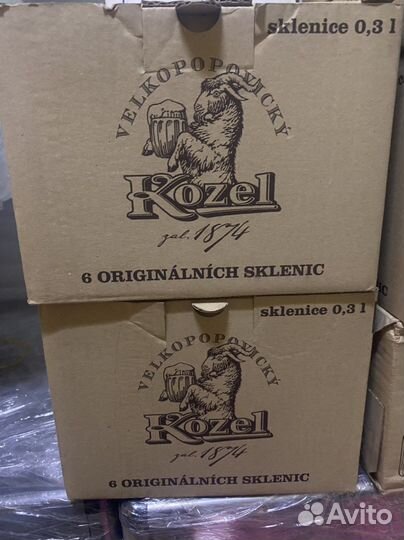 sklenice 0,3 l
VELKOPOPOVICKÝ
Kozel
zal. 1874
6 ORIGINÁLNÍCH SKLENIC
sklenice 0,3 l
VELKOPOPOVICKÝ
Kozel
zal. 1874
6 ORIGINÁLNÍCH SKLENIC
Avito